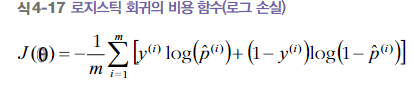 식 4-17 로지스틱 회귀의 비용 함수(로그 손실)
J(θ) = − 1/m ∑_{i=1}^{m} [y^{(i)} log(p̂^{(i)}) + (1 − y^{(i)}) log(1 − p̂^{(i)})]